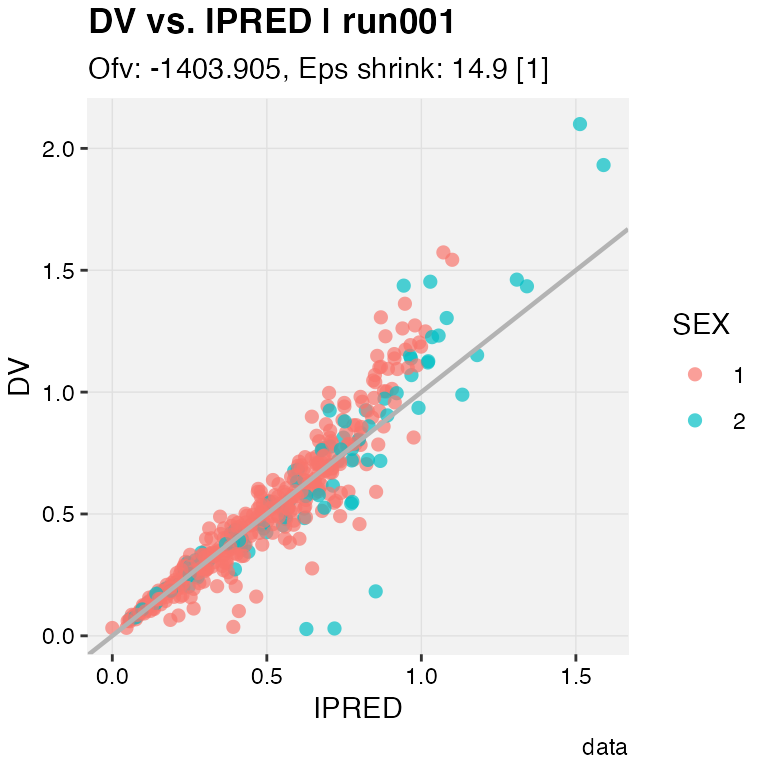 DV vs. IPRED | run001
Ofv: -1403.905, Eps shrink: 14.9 [1]
2.0
1.5
1.0
0.5
0.0
DV
0.0 0.5 1.0 1.5
IPRED
SEX
1
2
data